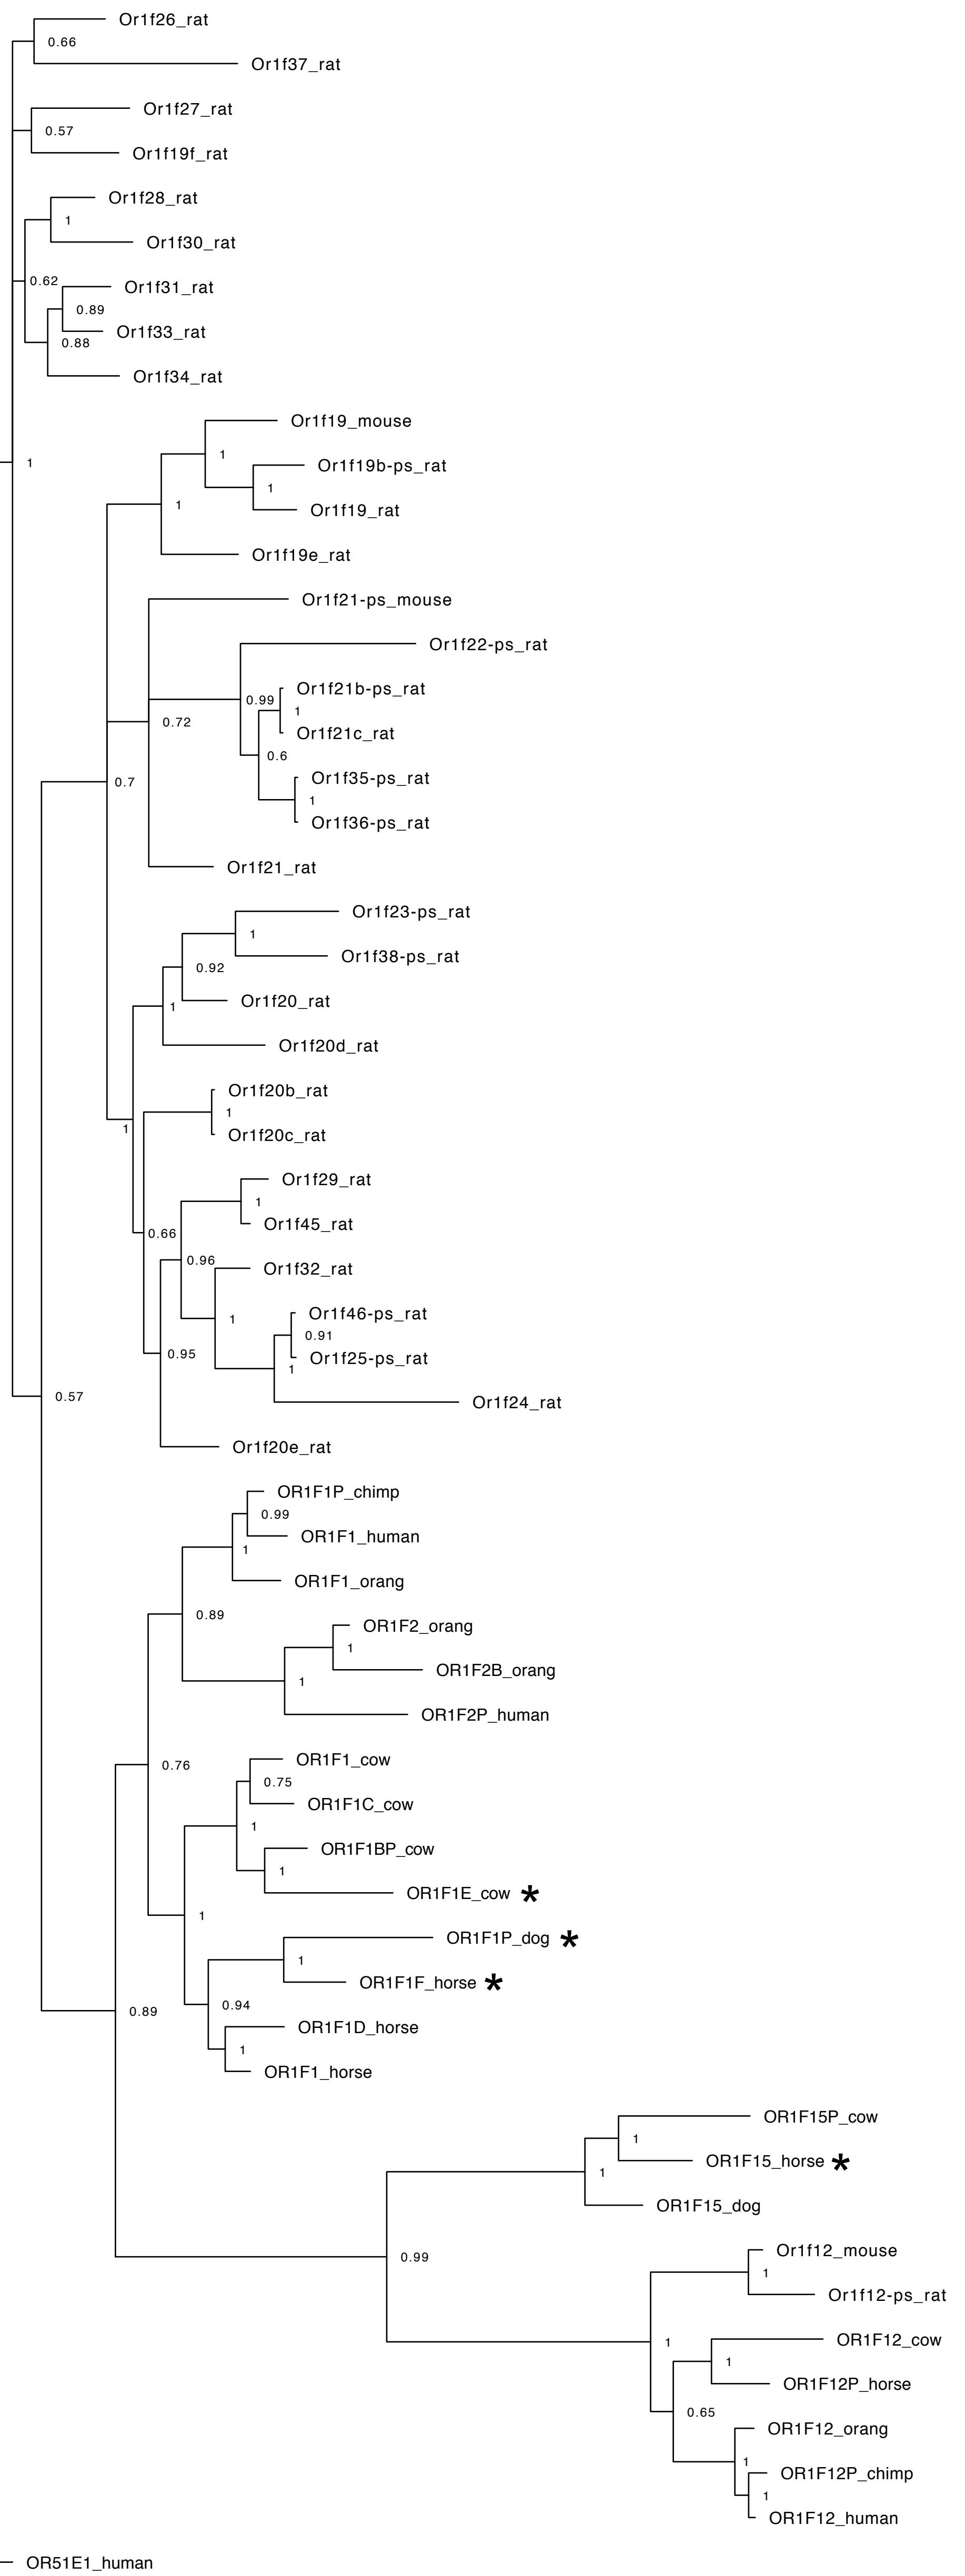 Or1f26_rat
0.66
Or1f37_rat
Or1f27_rat
0.57
Or1f19f_rat
Or1f28_rat
1
Or1f30_rat
0.62
Or1f31_rat
0.89
Or1f33_rat
0.88
Or1f34_rat
Or1f19_mouse
1
1
Or1f19b-ps_rat
1
Or1f19_rat
1
Or1f19e_rat
Or1f21-ps_mouse
Or1f22-ps_rat
Or1f21b-ps_rat
0.99
1
0.72
Or1f21c_rat
0.6
Or1f35-ps_rat
0.7
1
Or1f36-ps_rat
Or1f21_rat
Or1f23-ps_rat
1
Or1f38-ps_rat
0.92
Or1f20_rat
1
Or1f20d_rat
Or1f20b_rat
1
1
Or1f20c_rat
Or1f29_rat
1
Or1f45_rat
0.66
0.96
Or1f32_rat
Or1f46-ps_rat
1
0.91
0.95
Or1f25-ps_rat
1
0.57
Or1f24_rat
Or1f20e_rat
OR1F1P_chimp
0.99
OR1F1_human
1
OR1F1_orang
0.89
OR1F2_orang
1
OR1F2B_orang
1
OR1F2P_human
OR1F1_cow
0.76
0.75
OR1F1C_cow
1
OR1F1BP_cow
1
OR1F1E_cow *
1
OR1F1P_dog *
1
OR1F1F_horse *
0.94
0.89
OR1F1D_horse
1
OR1F1_horse
OR1F15P_cow
1
OR1F15_horse *
1
OR1F15_dog
Or1f12_mouse
0.99
1
Or1f12-ps_rat
OR1F12_cow
1
1
OR1F12P_horse
0.65
OR1F12_orang
1
OR1F12P_chimp
1
OR1F12_human
OR51E1_human